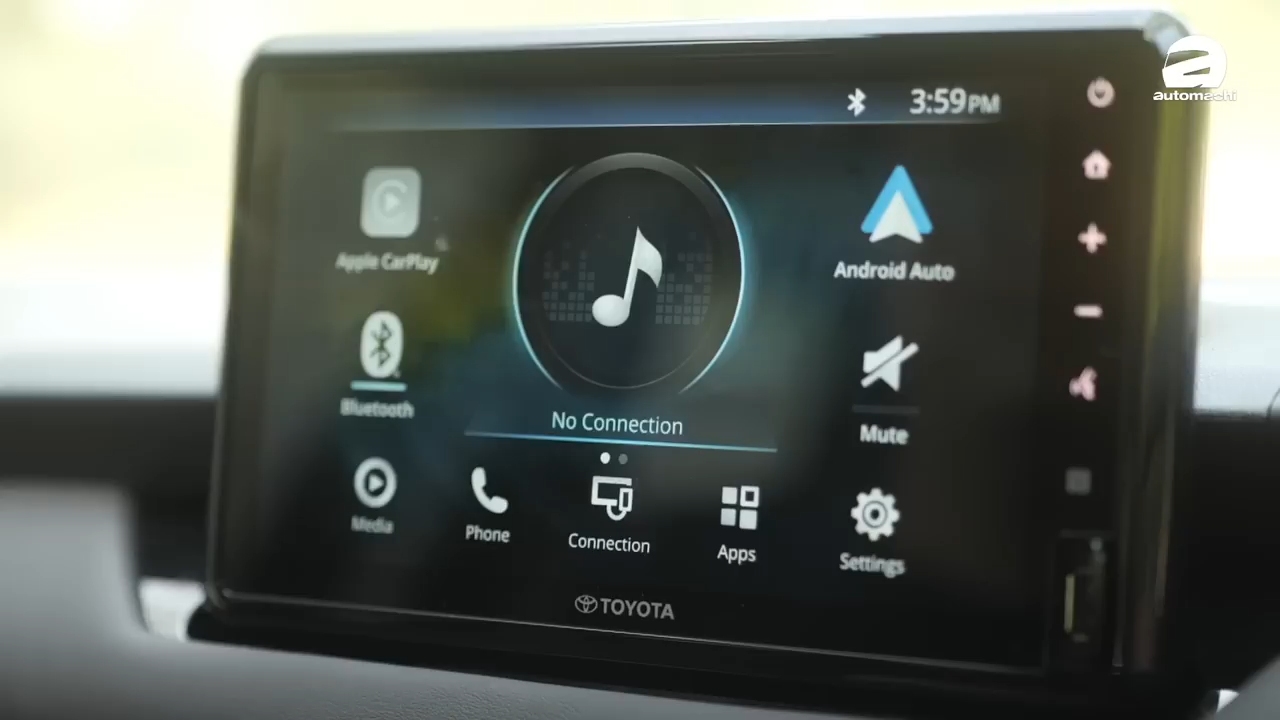 automachi
3:59PM
Apple CarPlay
Android Auto
Bluetooth
No Connection
Mute
Media
Phone
Connection
Apps
Settings
TOYOTA